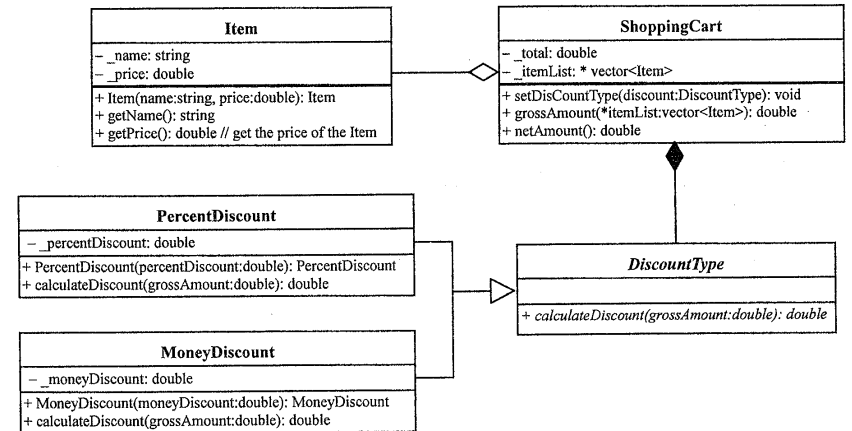 Item
– _name: string
– _price: double
+ Item(name:string, price:double): Item
+ getName(): string
+ getPrice(): double // get the price of the Item
ShoppingCart
– _total: double
– _itemList: * vector<Item>
+ setDisCountType(discount:DiscountType): void
+ grossAmount(*itemList:vector<Item>): double
+ netAmount(): double
PercentDiscount
– _percentDiscount: double
+ PercentDiscount(percentDiscount:double): PercentDiscount
+ calculateDiscount(grossAmount:double): double
DiscountType
+ calculateDiscount(grossAmount:double): double
MoneyDiscount
– _moneyDiscount: double
+ MoneyDiscount(moneyDiscount:double): MoneyDiscount
+ calculateDiscount(grossAmount:double): double